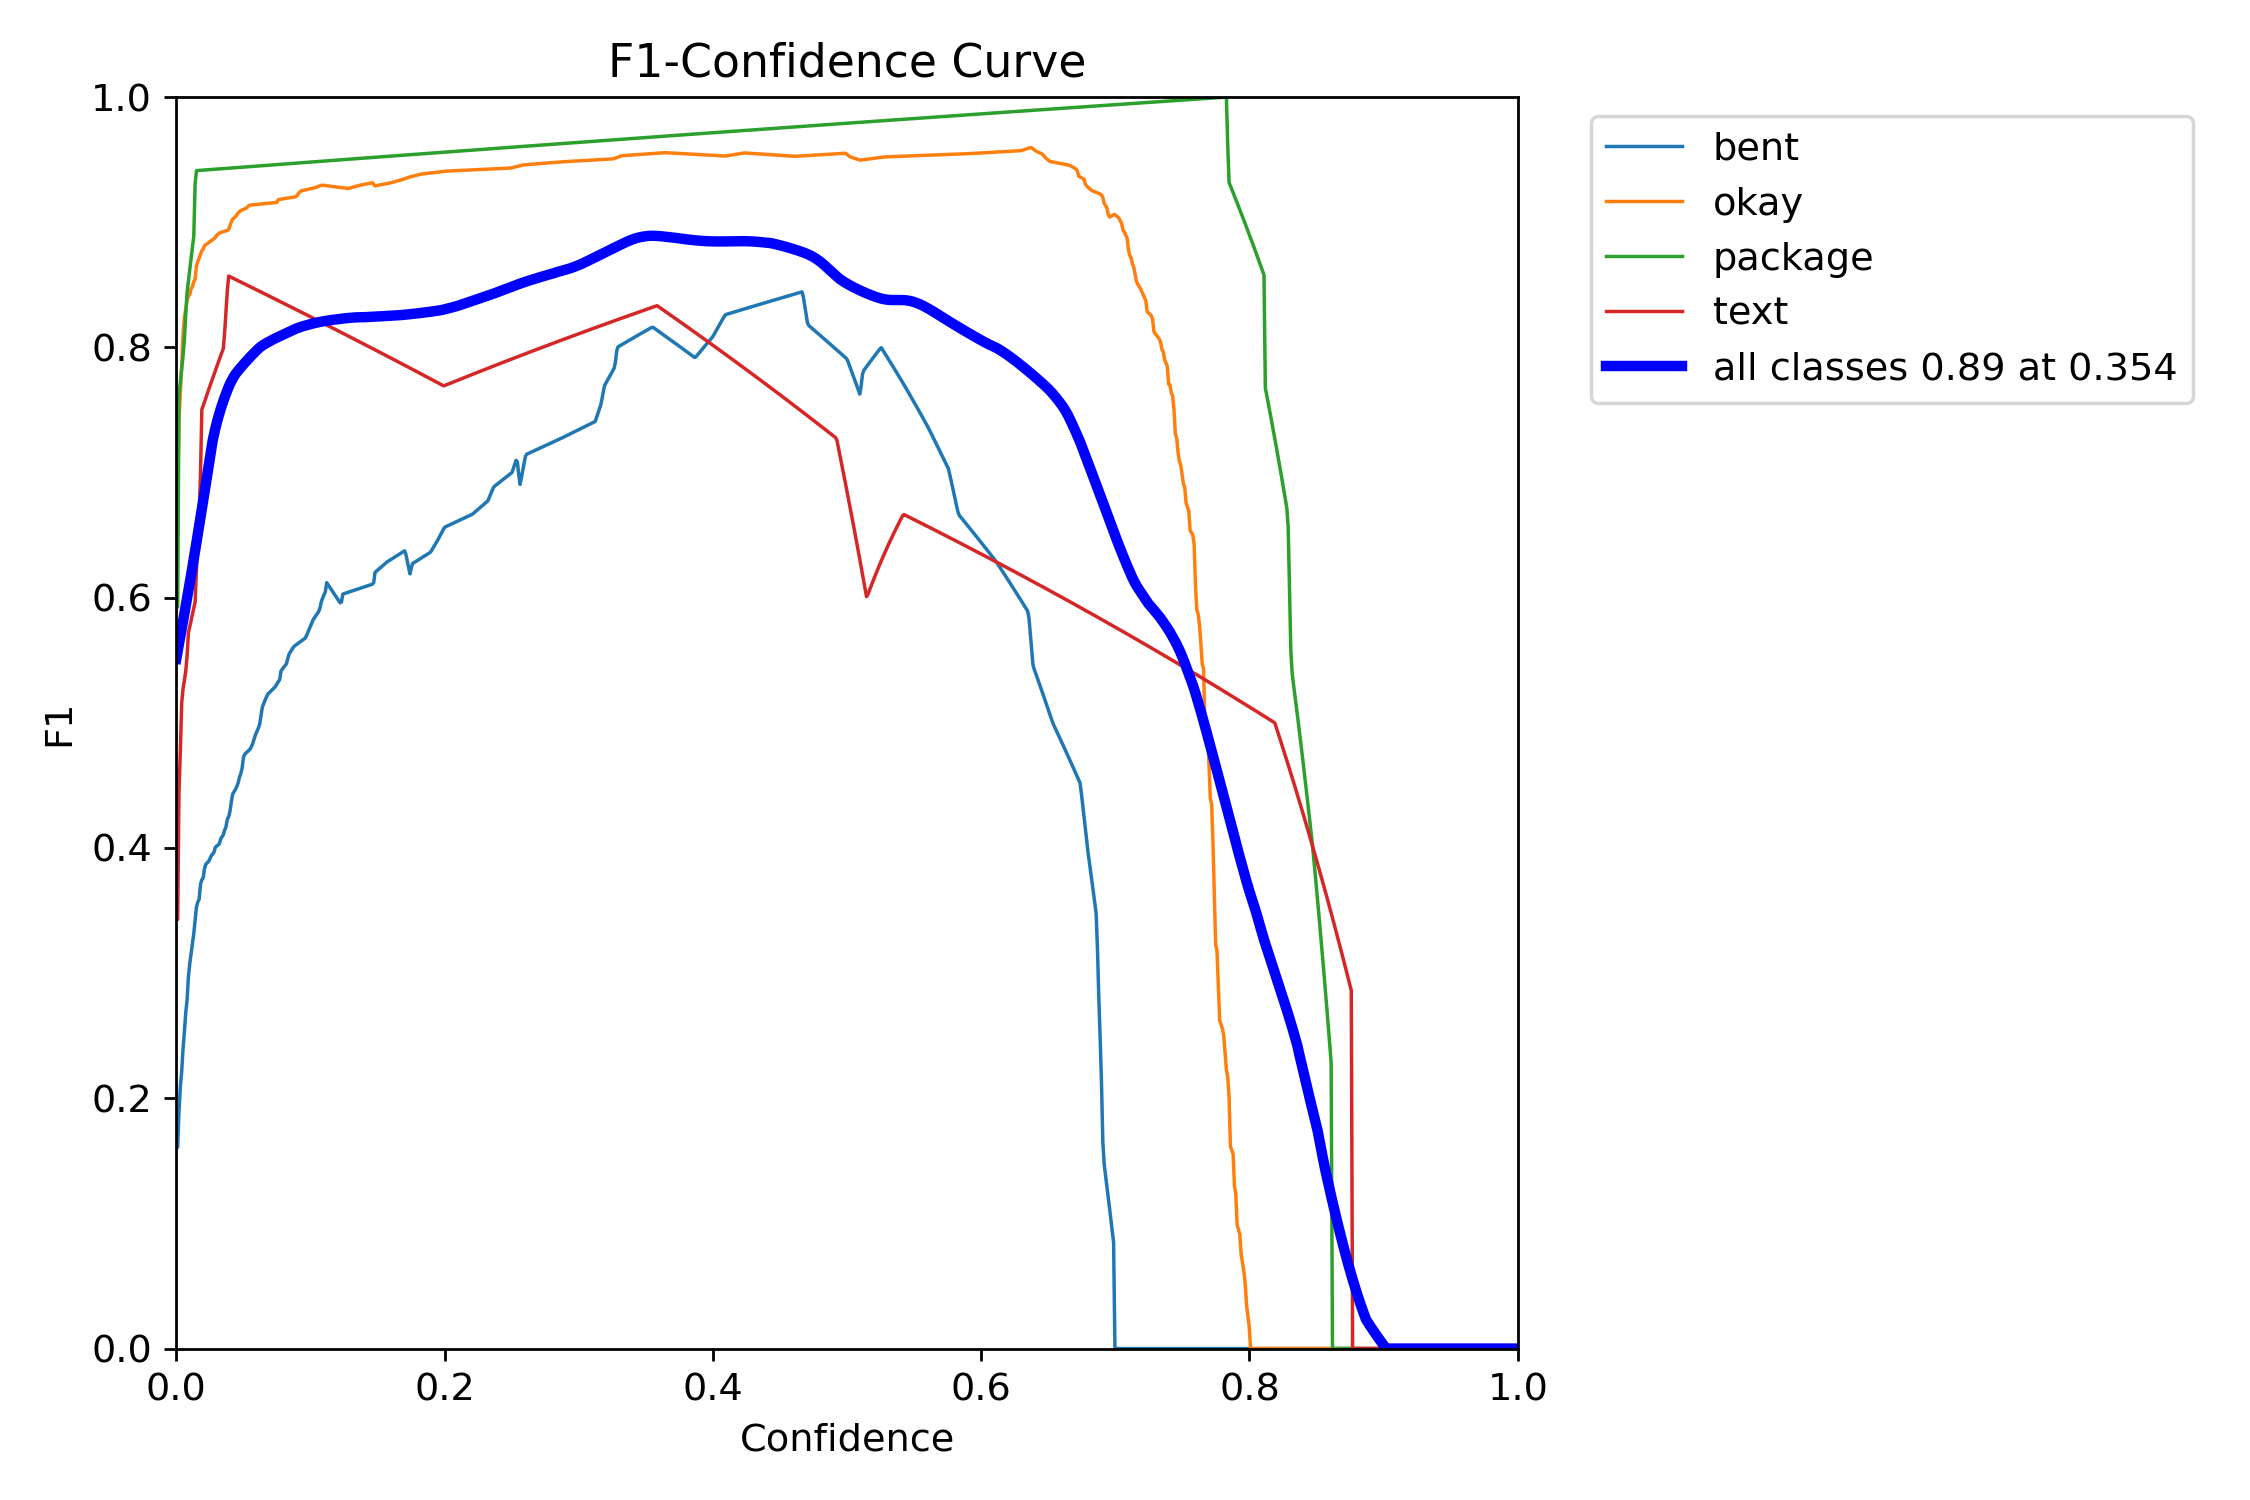 F1-Confidence Curve
1.0
0.8
0.6
0.4
0.2
0.0
F1
0.0 0.2 0.4 0.6 0.8 1.0
Confidence
bent
okay
package
text
all classes 0.89 at 0.354